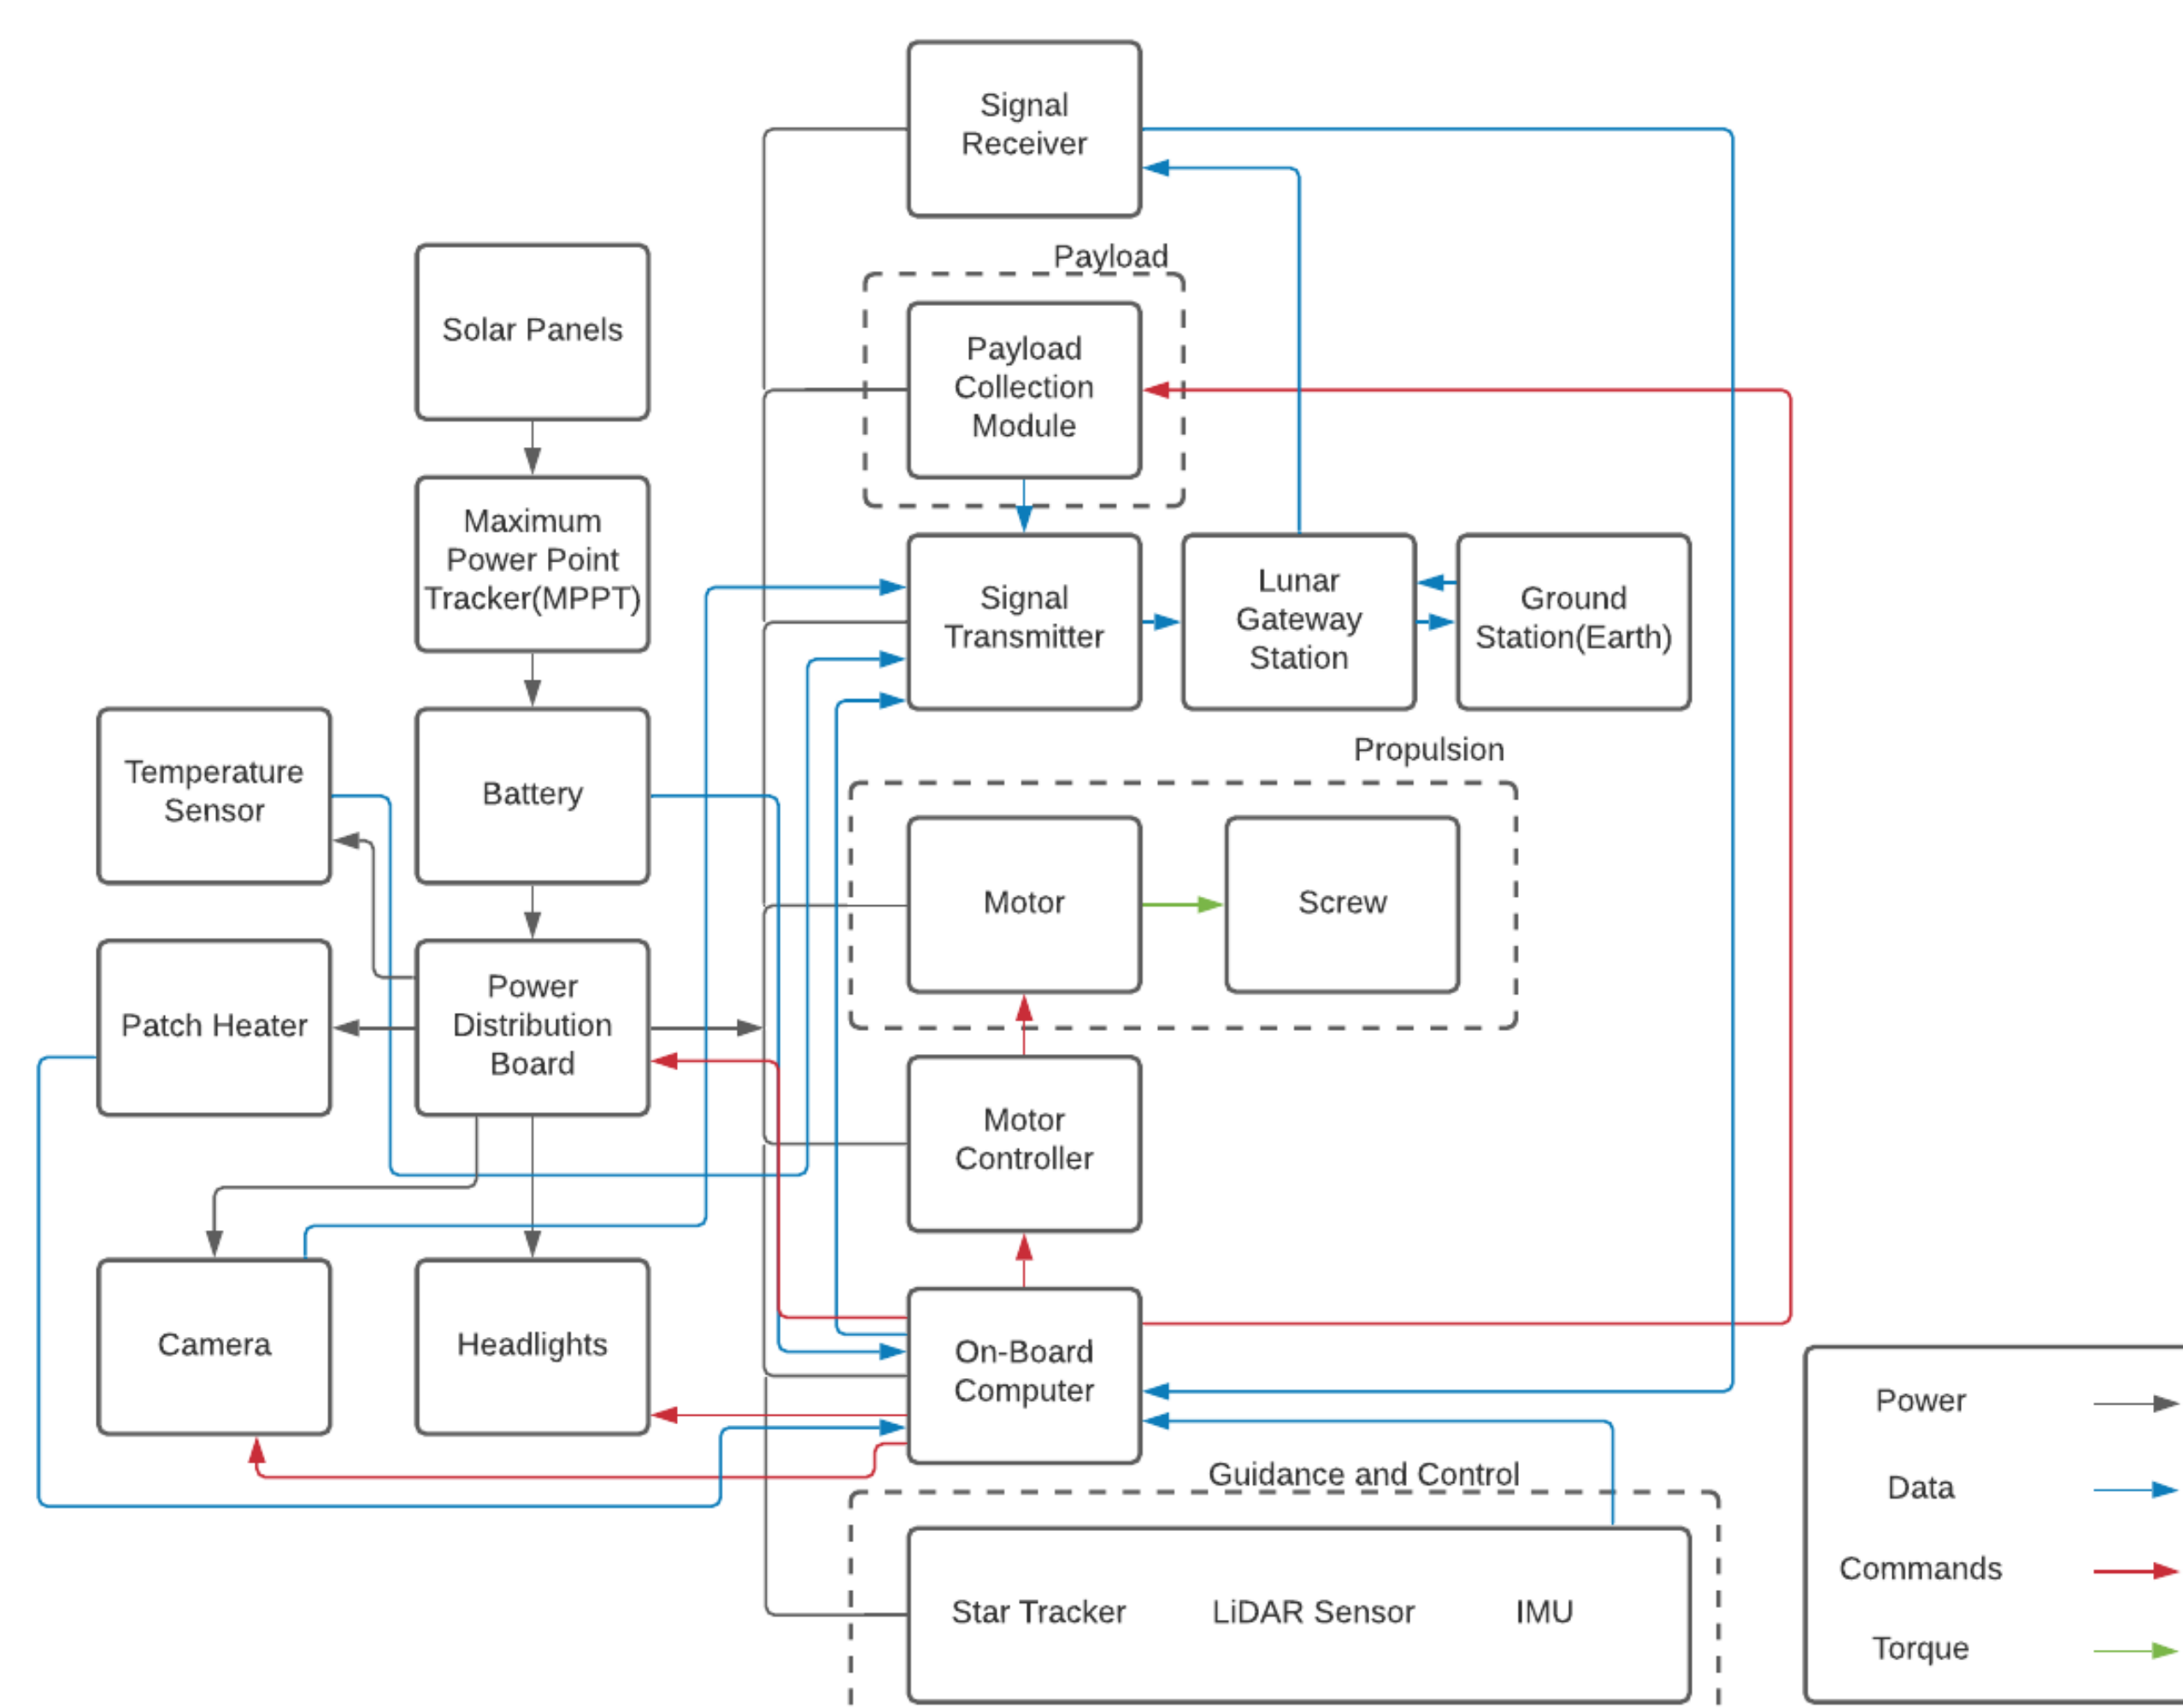 Signal
Receiver
Payload
Solar Panels
Payload
Collection
Module
Maximum
Power Point
Tracker(MPPT)
Signal
Transmitter
Lunar
Gateway
Station
Ground
Station(Earth)
Propulsion
Temperature
Sensor
Battery
Motor
Screw
Patch Heater
Power
Distribution
Board
Motor
Controller
Camera
Headlights
On-Board
Computer
Guidance and Control
Star Tracker
LiDAR Sensor
IMU
Power
Data
Commands
Torque